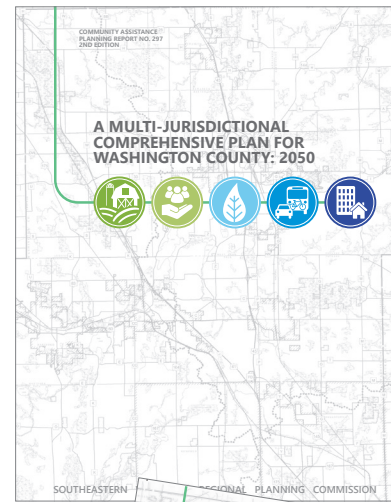 COMMUNITY ASSISTANCE
PLANNING REPORT NO. 297
2ND EDITION
A MULTI-JURISDICTIONAL
COMPREHENSIVE PLAN FOR
WASHINGTON COUNTY: 2050
SOUTHEASTERN PLANNING COMMISSION